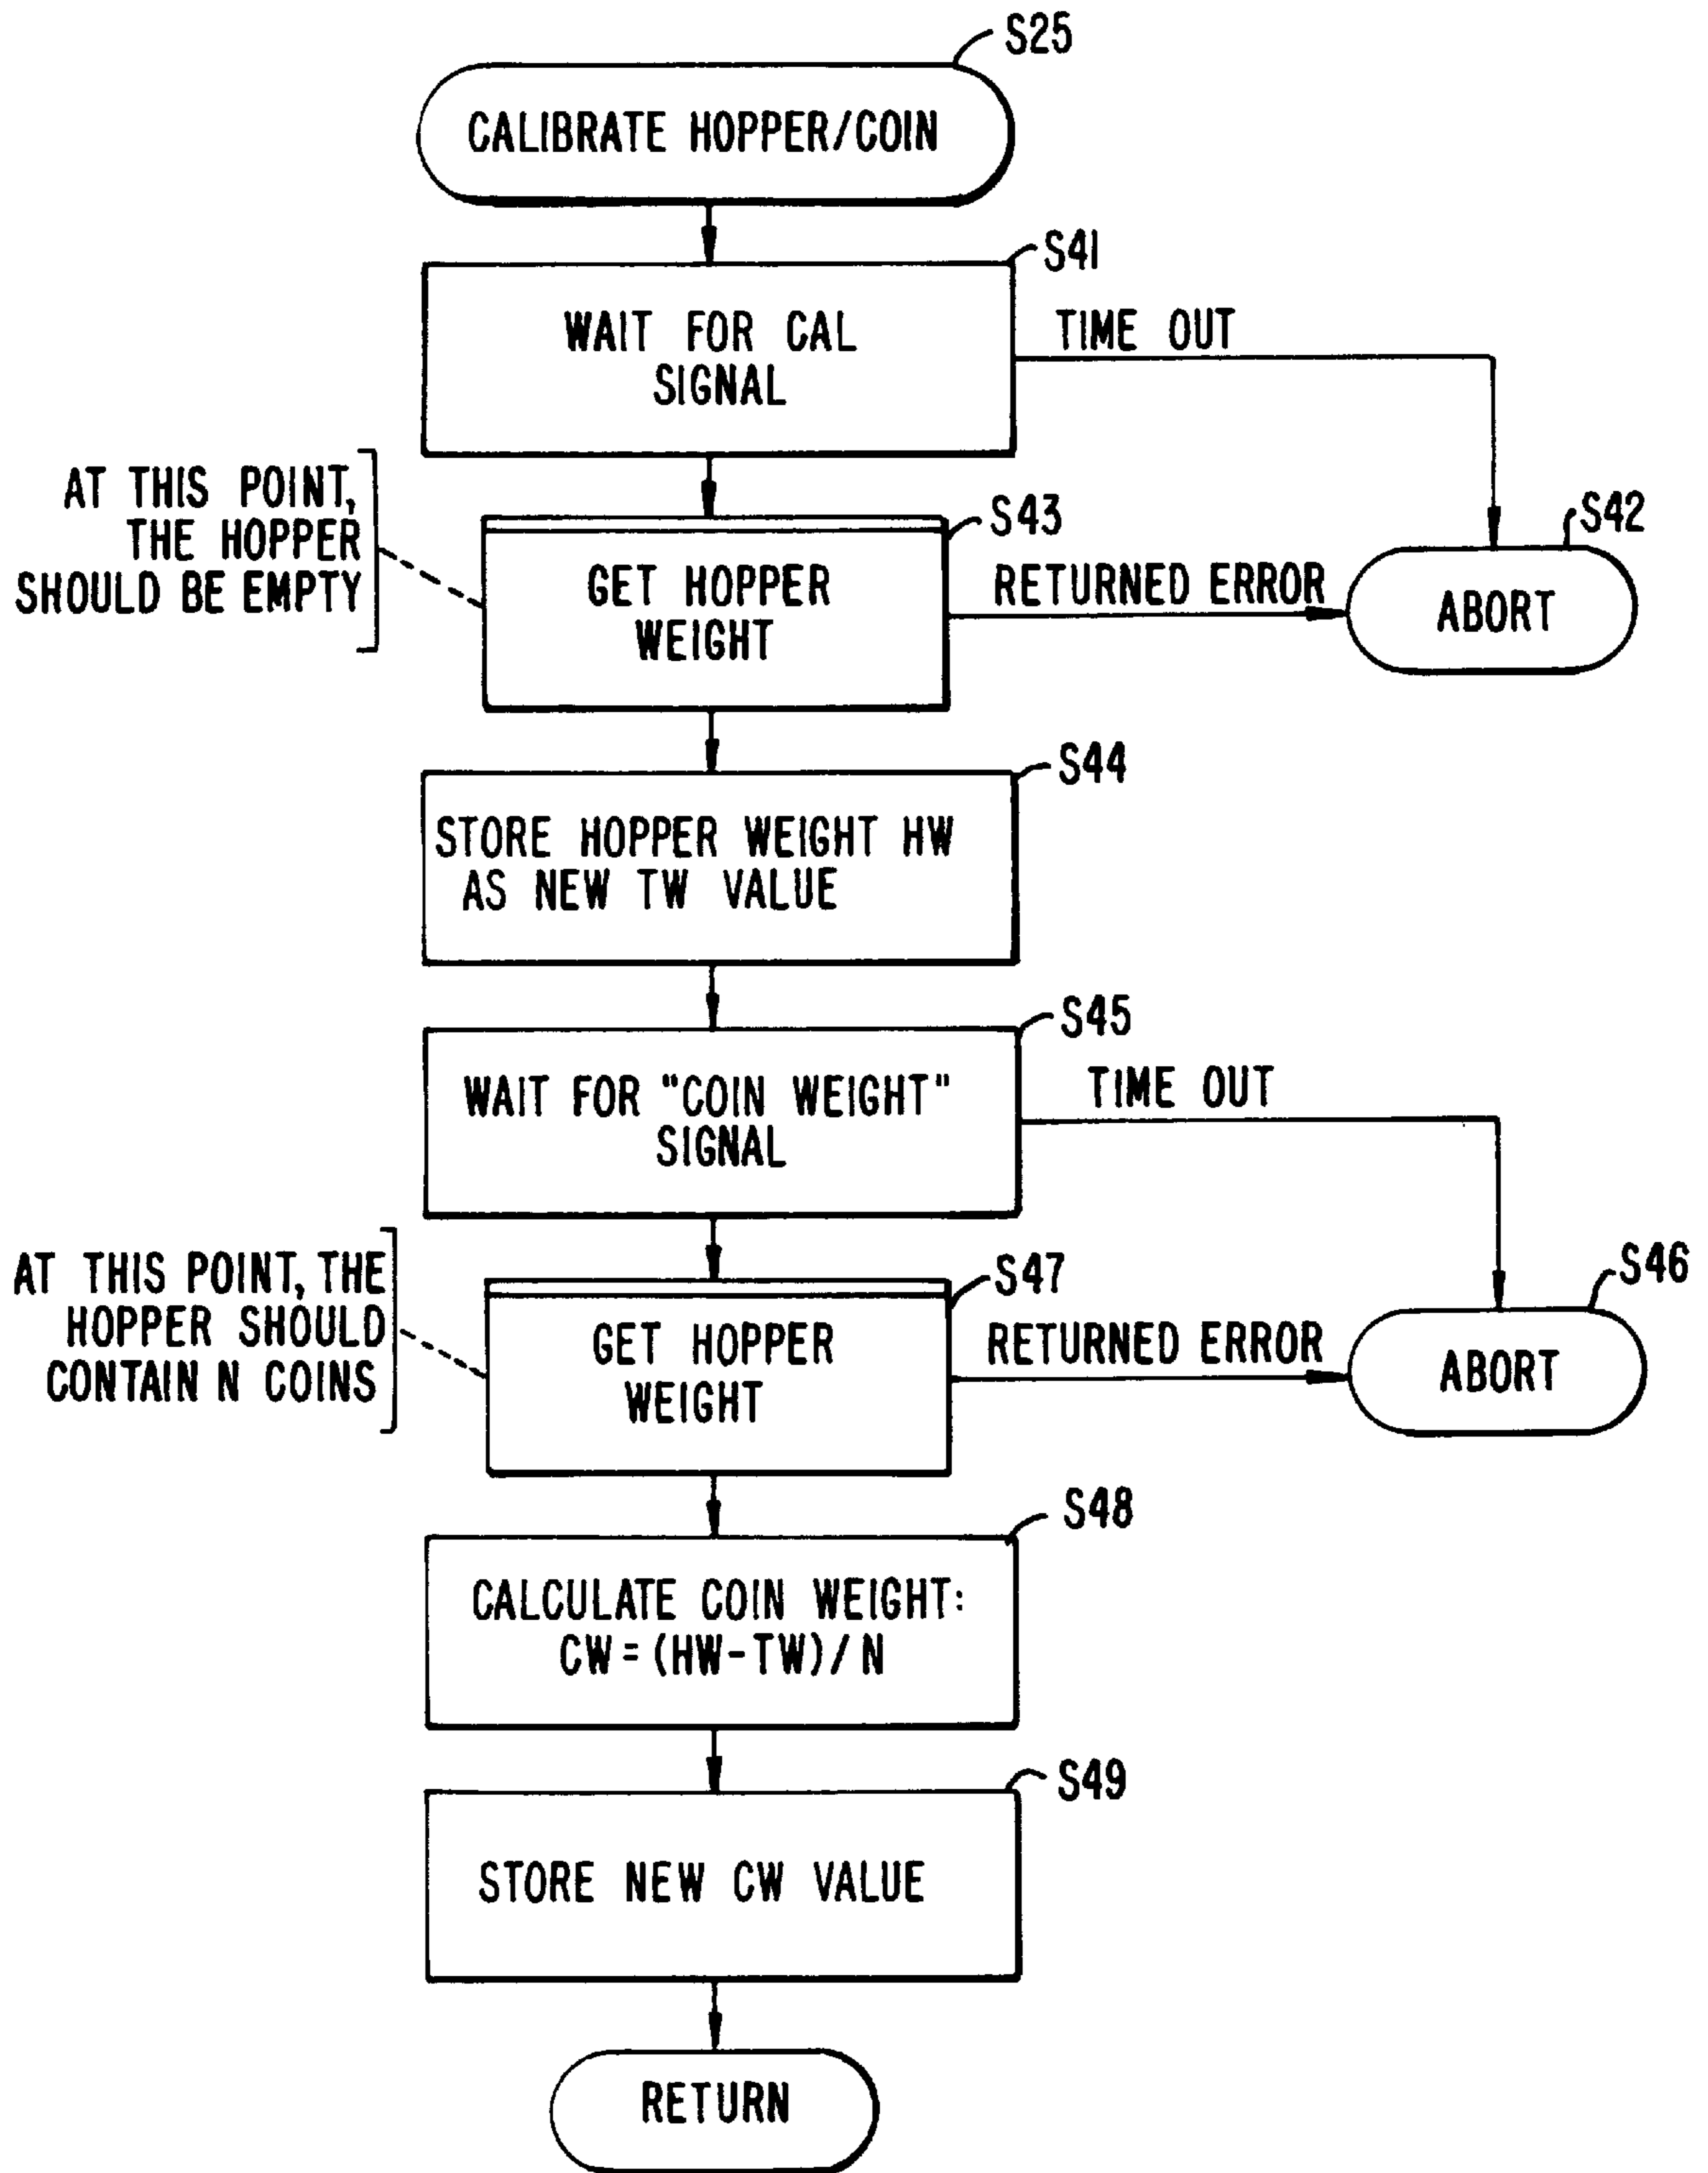 S25
CALIBRATE HOPPER/COIN
S41
WAIT FOR CAL
SIGNAL
TIME OUT
AT THIS POINT,
THE HOPPER
SHOULD BE EMPTY
S43
GET HOPPER
WEIGHT
RETURNED ERROR
S42
ABORT
S44
STORE HOPPER WEIGHT HW
AS NEW TW VALUE
S45
WAIT FOR "COIN WEIGHT"
SIGNAL
TIME OUT
AT THIS POINT, THE
HOPPER SHOULD
CONTAIN N COINS
S47
GET HOPPER
WEIGHT
RETURNED ERROR
S46
ABORT
S48
CALCULATE COIN WEIGHT:
CW=(HW-TW)/N
S49
STORE NEW CW VALUE
RETURN